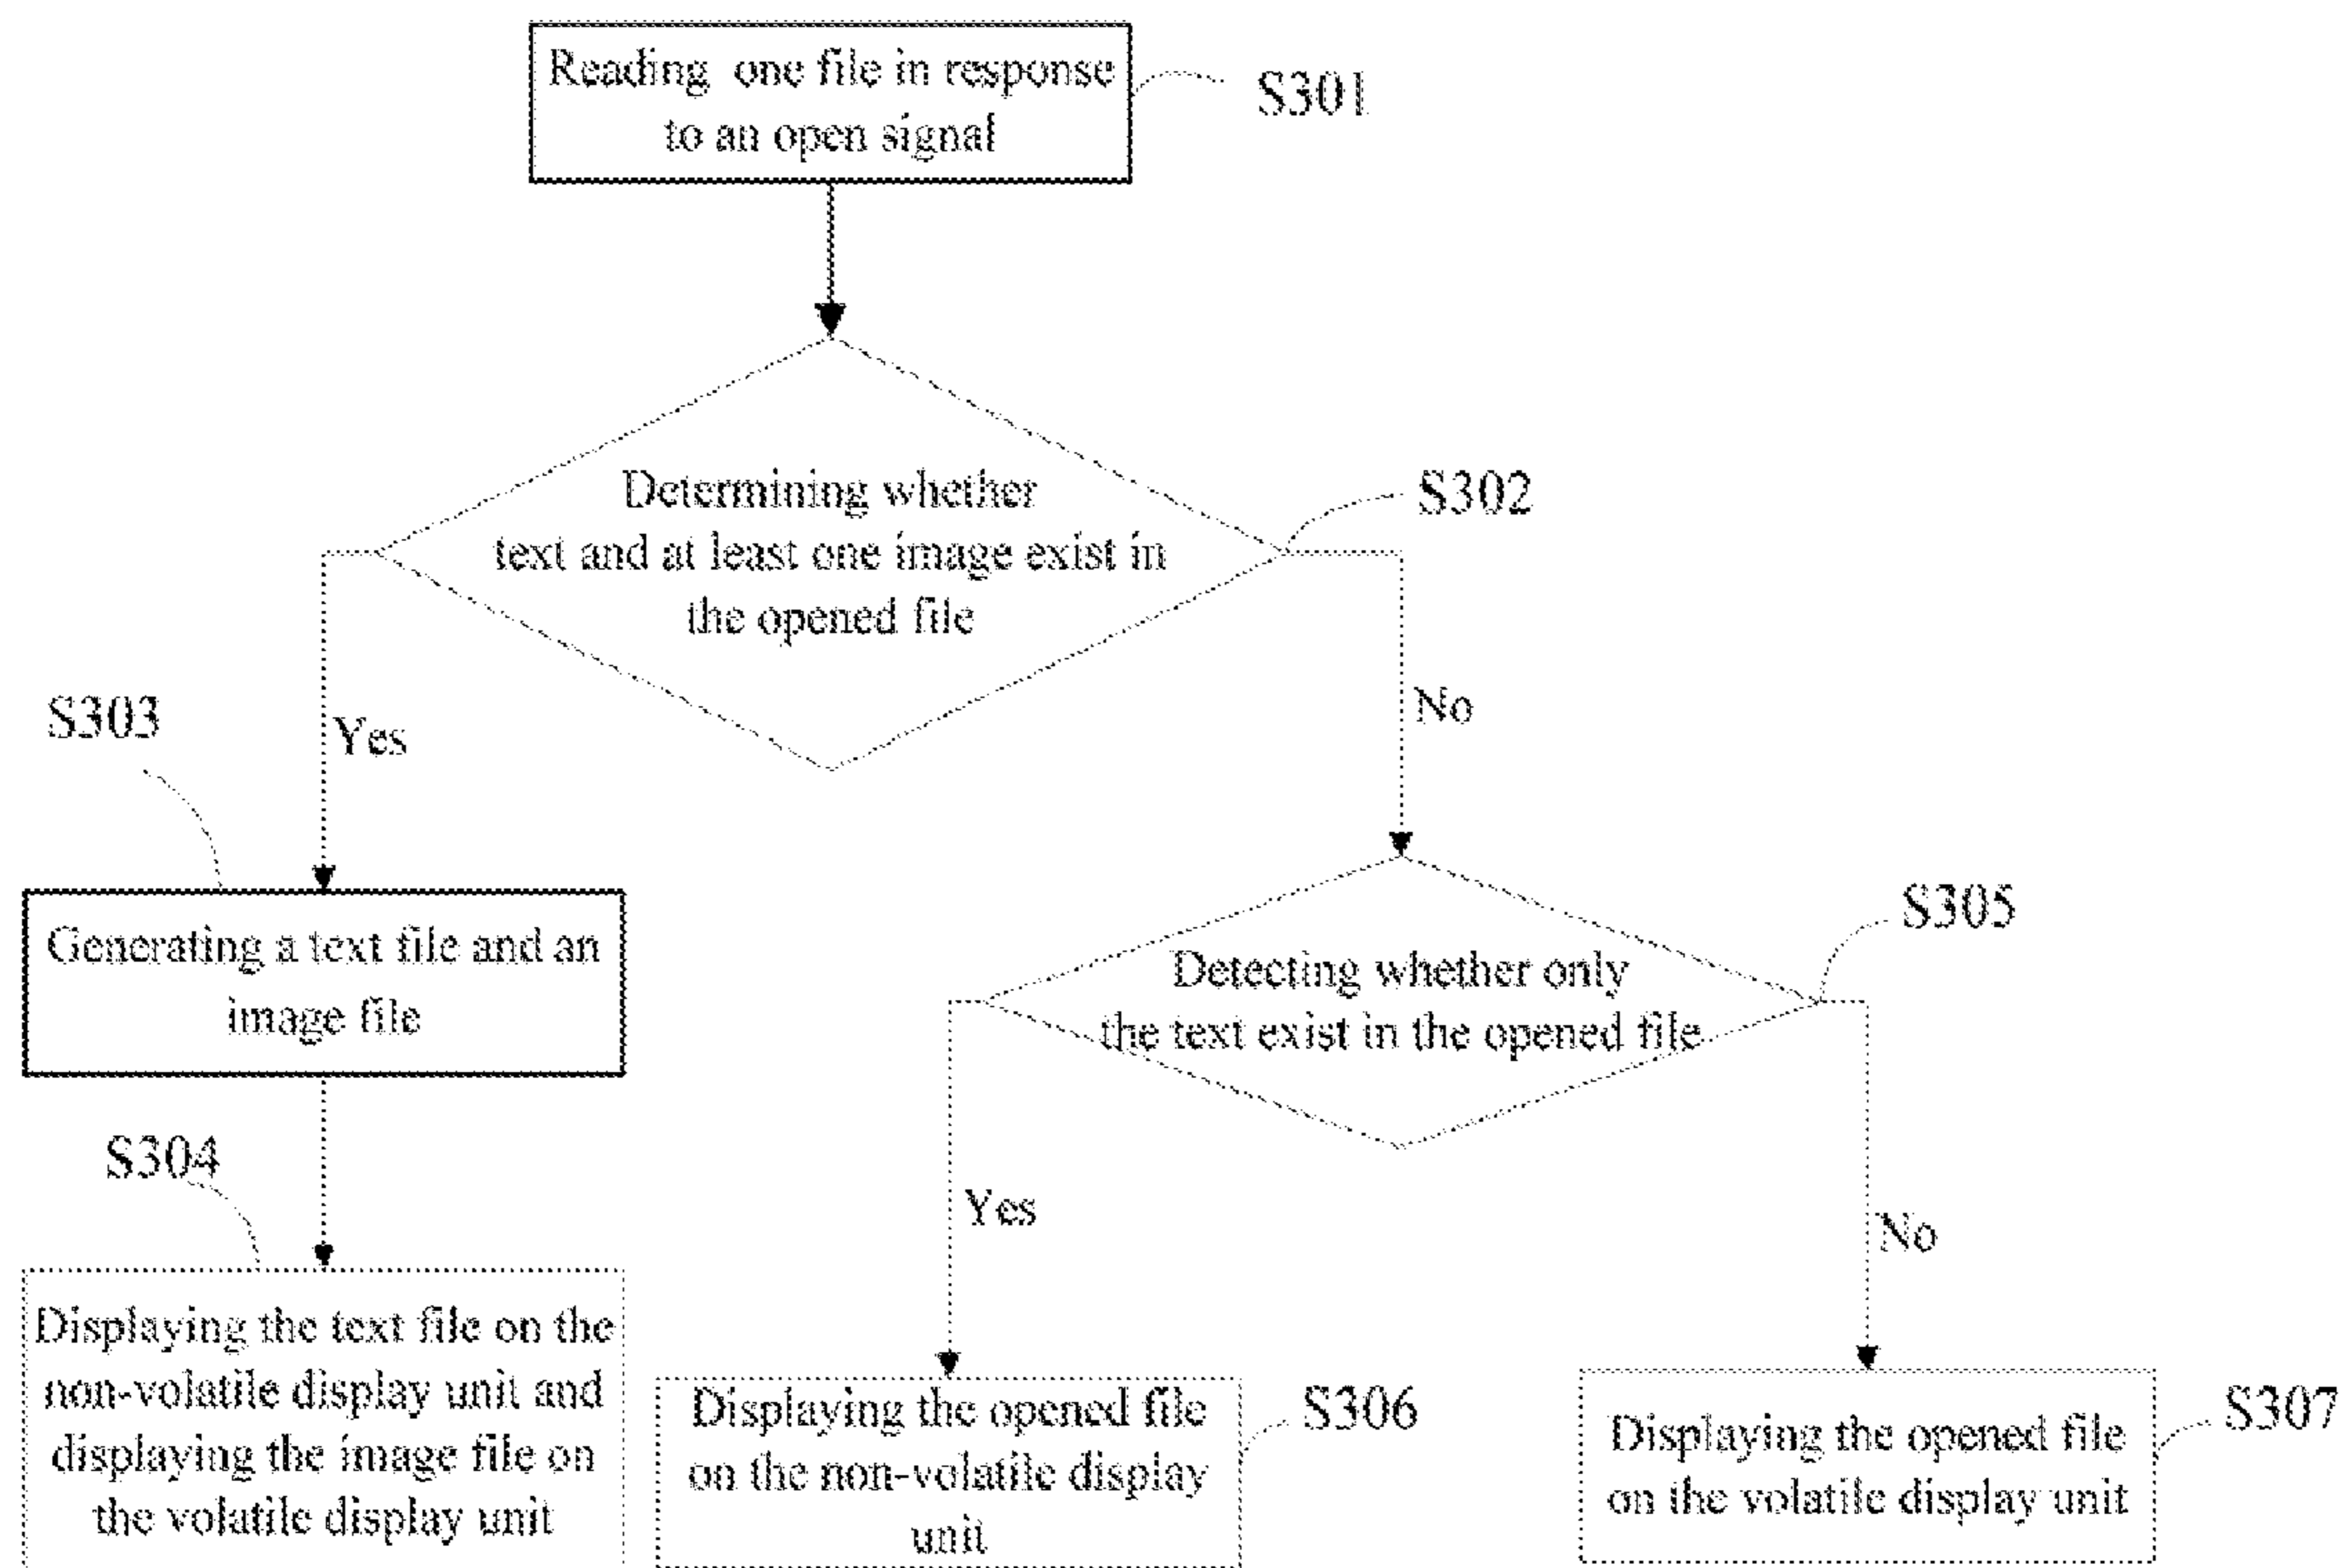 Reading one file in response
to an open signal
S301
Determining whether
text and at least one image exist in
the opened file
S302
Yes
No
S303
Generating a text file and an
image file
Detecting whether only
the text exist in the opened file
S305
S304
Yes
No
Displaying the text file on the
non-volatile display unit and
displaying the image file on
the volatile display unit
Displaying the opened file
on the non-volatile display
unit
S306
Displaying the opened file
on the volatile display unit
S307